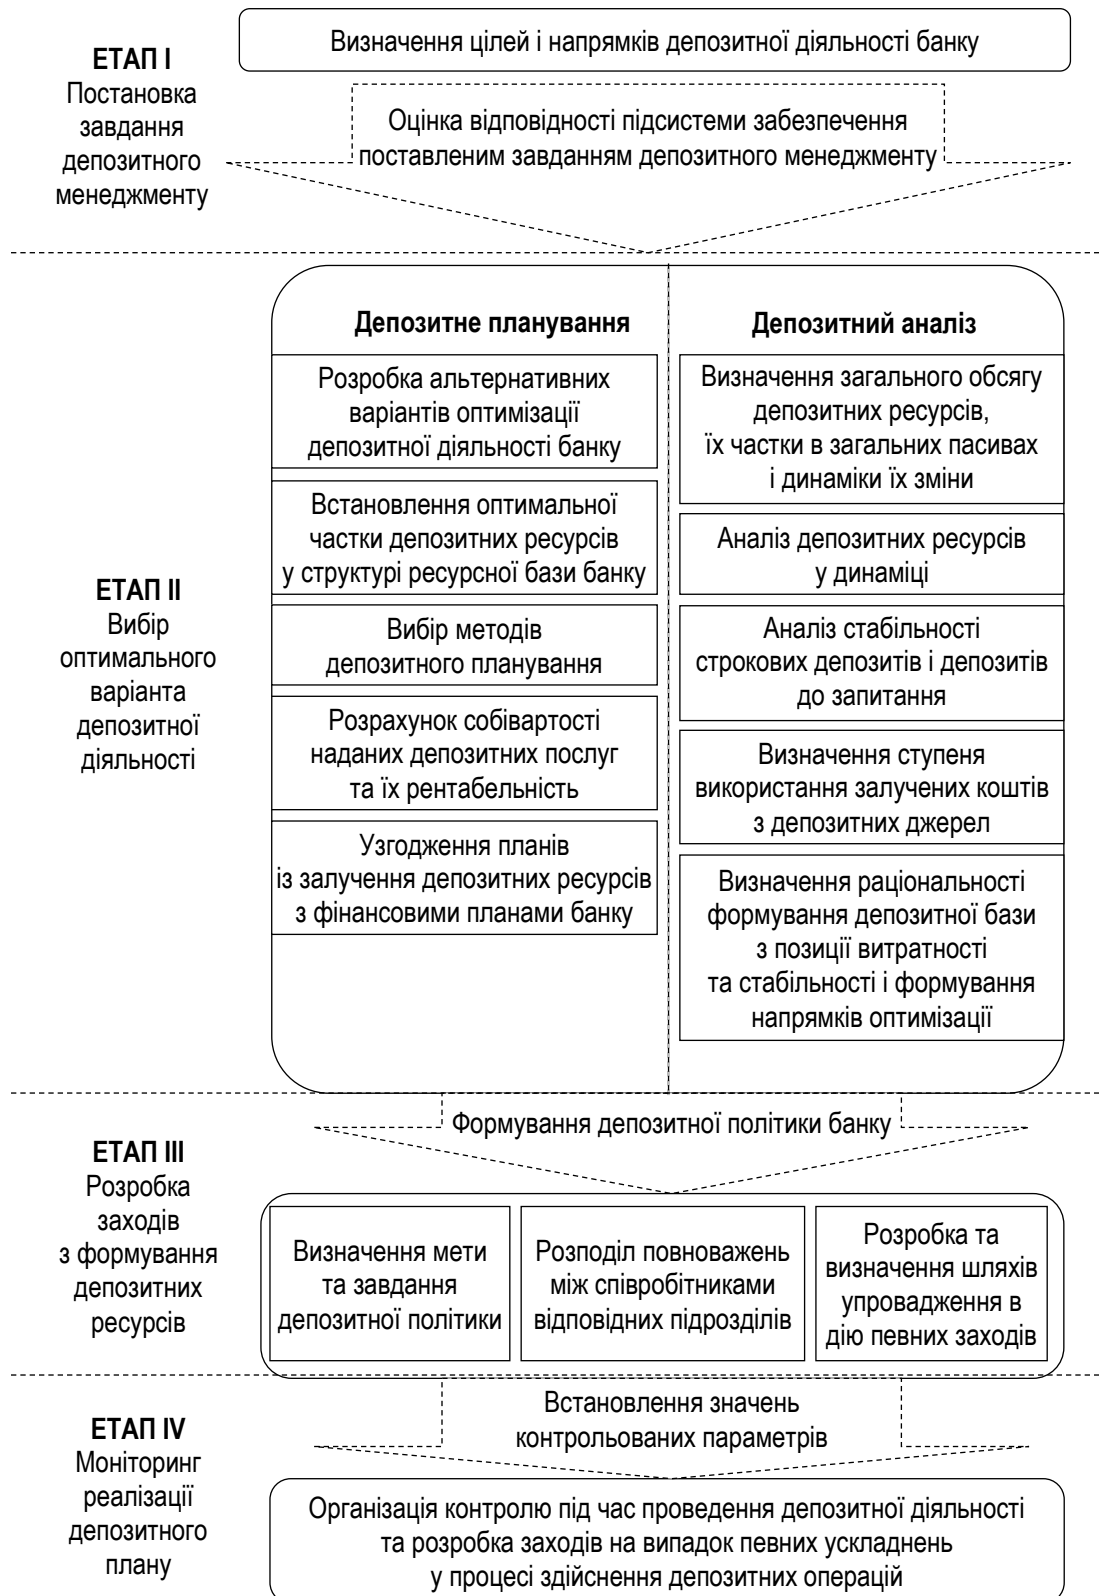 ЕТАП I
Постановка
завдання
депозитного
менеджменту
Визначення цілей і напрямків депозитної діяльності банку
Оцінка відповідності підсистеми забезпечення
поставленим завданням депозитного менеджменту
ЕТАП II
Вибір
оптимального
варіанта
депозитної
діяльності
Депозитне планування
Розробка альтернативних
варіантів оптимізації
депозитної діяльності банку
Встановлення оптимальної
частки депозитних ресурсів
у структурі ресурсної бази банку
Вибір методів
депозитного планування
Розрахунок собівартості
наданих депозитних послуг
та їх рентабельність
Узгодження планів
із залучення депозитних ресурсів
з фінансовими планами банку
Депозитний аналіз
Визначення загального обсягу
депозитних ресурсів,
їх частки в загальних пасивах
і динаміки їх зміни
Аналіз депозитних ресурсів
у динаміці
Аналіз стабільності
строкових депозитів і депозитів
до запитання
Визначення ступеня
використання залучених коштів
з депозитних джерел
Визначення раціональності
формування депозитної бази
з позиції витратності
та стабільності і формування
напрямків оптимізації
ЕТАП III
Розробка
заходів
з формування
депозитних
ресурсів
Формування депозитної політики банку
Визначення мети
та завдання
депозитної політики
Розподіл повноважень
між співробітниками
відповідних підрозділів
Розробка та
визначення шляхів
упровадження в
дію певних заходів
ЕТАП IV
Моніторинг
реалізації
депозитного
плану
Встановлення значень
контрольованих параметрів
Організація контролю під час проведення депозитної діяльності
та розробка заходів на випадок певних ускладнень
у процесі здійснення депозитних операцій